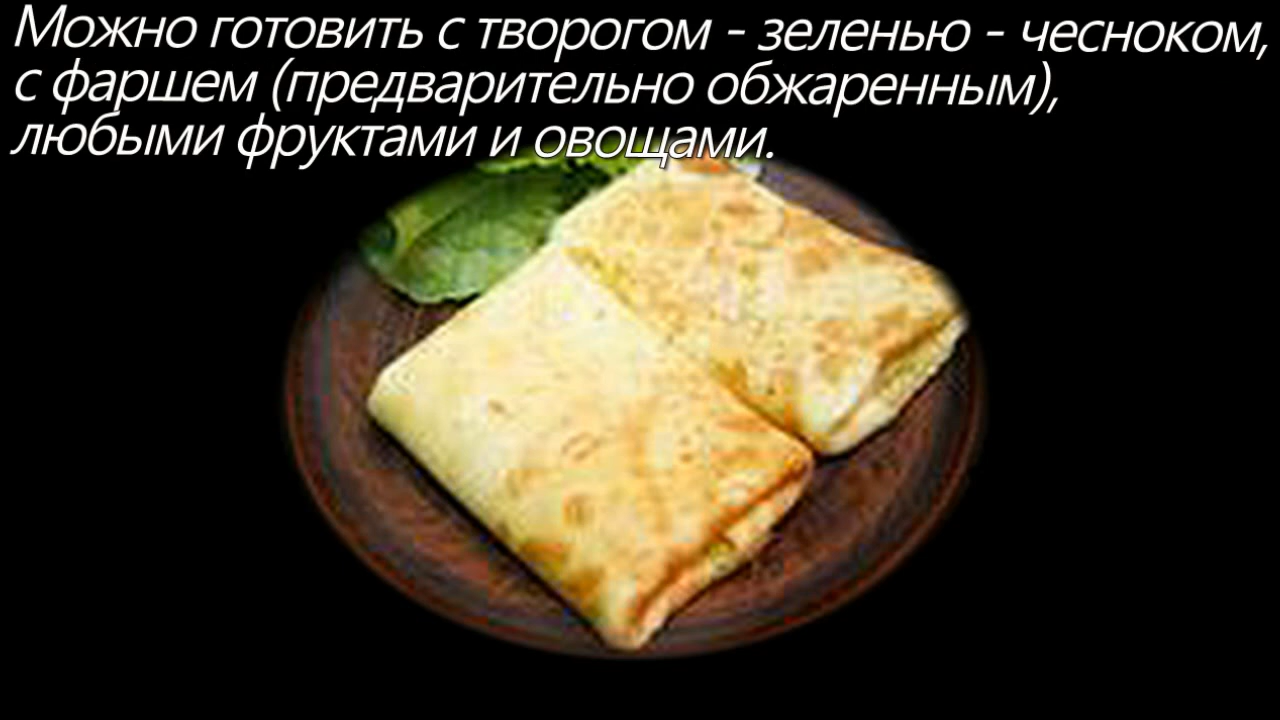 Можно готовить с творогом - зеленью - чесноком,
с фаршем (предварительно обжаренным),
любыми фруктами и овощами.